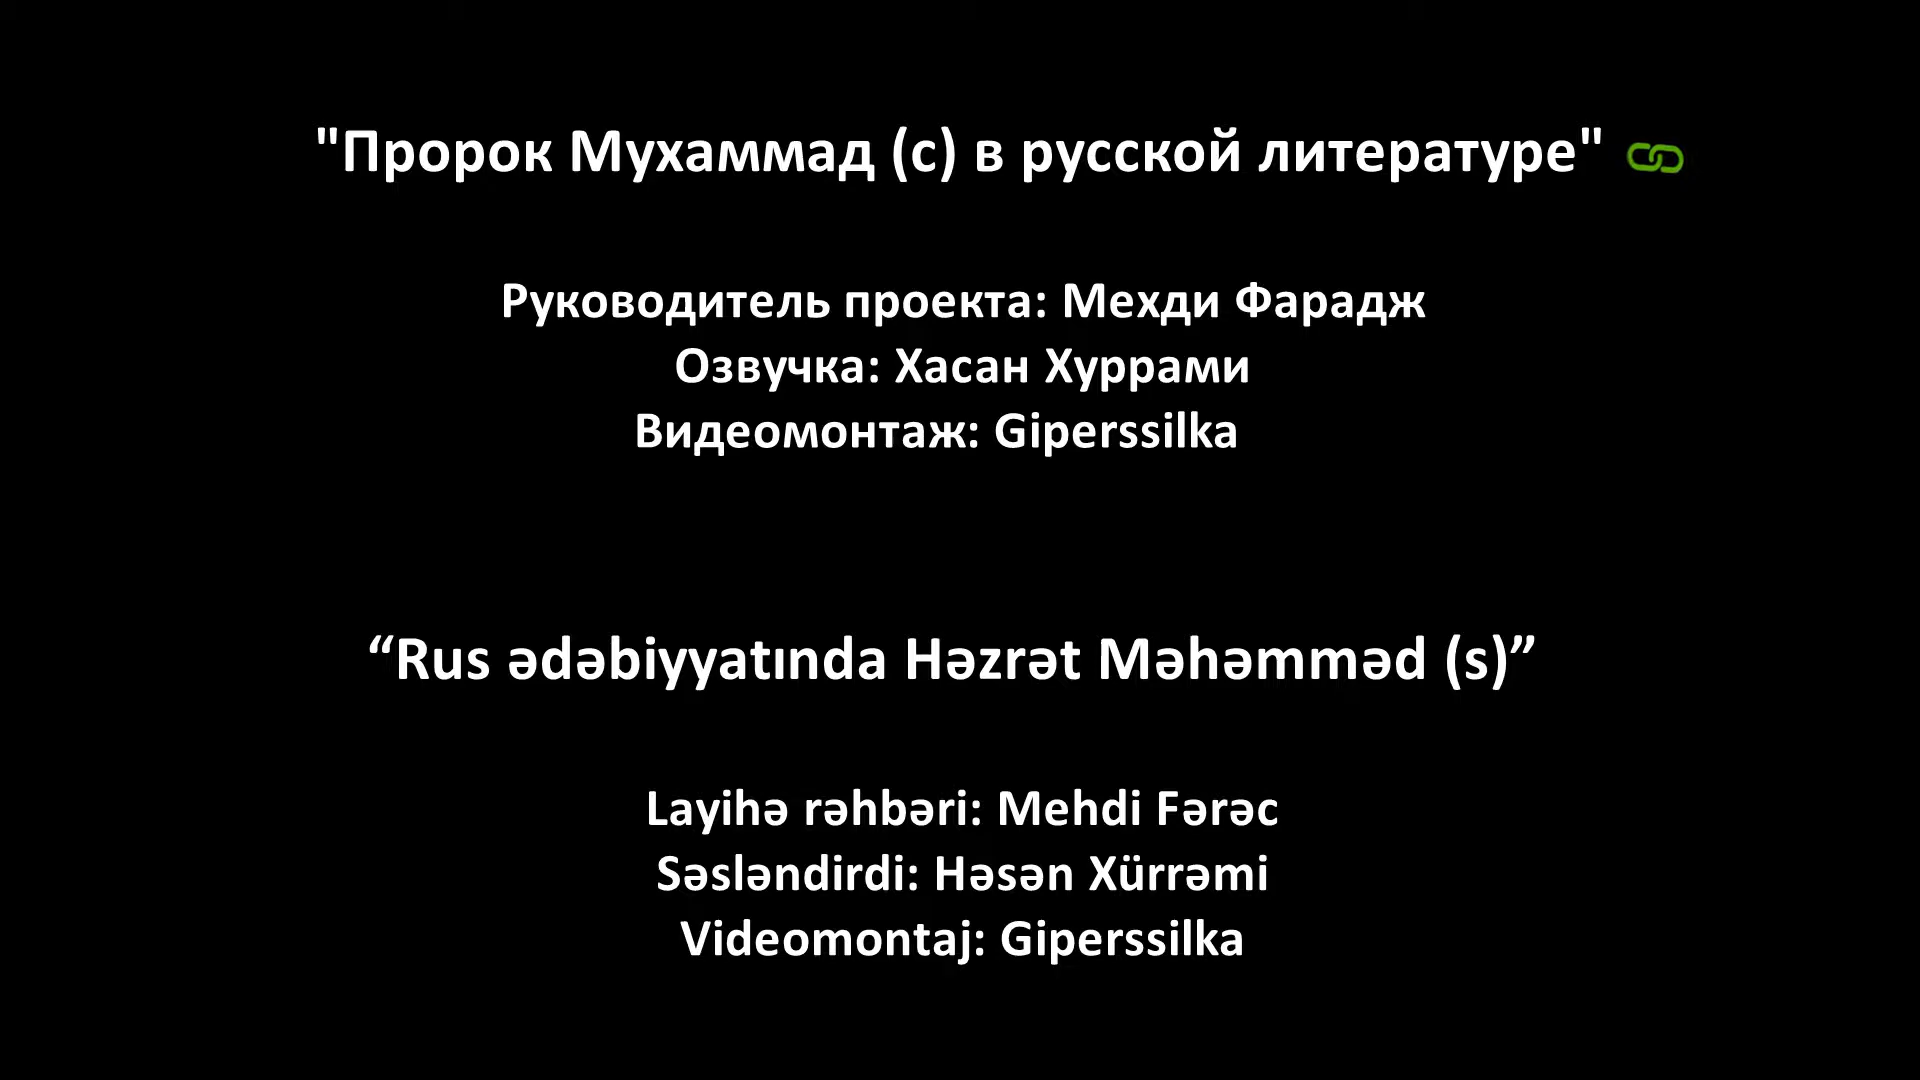 "Пророк Мухаммад (с) в русской литературе"
Руководитель проекта: Мехди Фарадж
Озвучка: Хасан Хуррами
Видеомонтаж: Giperssilka
“Rus ədəbiyyatında Həzrət Məhəmməd (s)”
Layihə rəhbəri: Mehdi Fərəc
Səsləndirdi: Həsən Xürrəmi
Videomontaj: Giperssilka